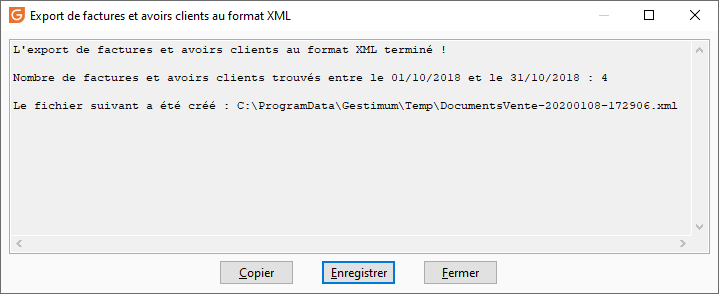 Export de factures et avoirs clients au format XML
L'export de factures et avoirs clients au format XML terminé !
Nombre de factures et avoirs clients trouvés entre le 01/10/2018 et le 31/10/2018 : 4
Le fichier suivant a été créé : C:\ProgramData\Gestimum\Temp\DocumentsVente-20200108-172906.xml
Copier Enregistrer Fermer